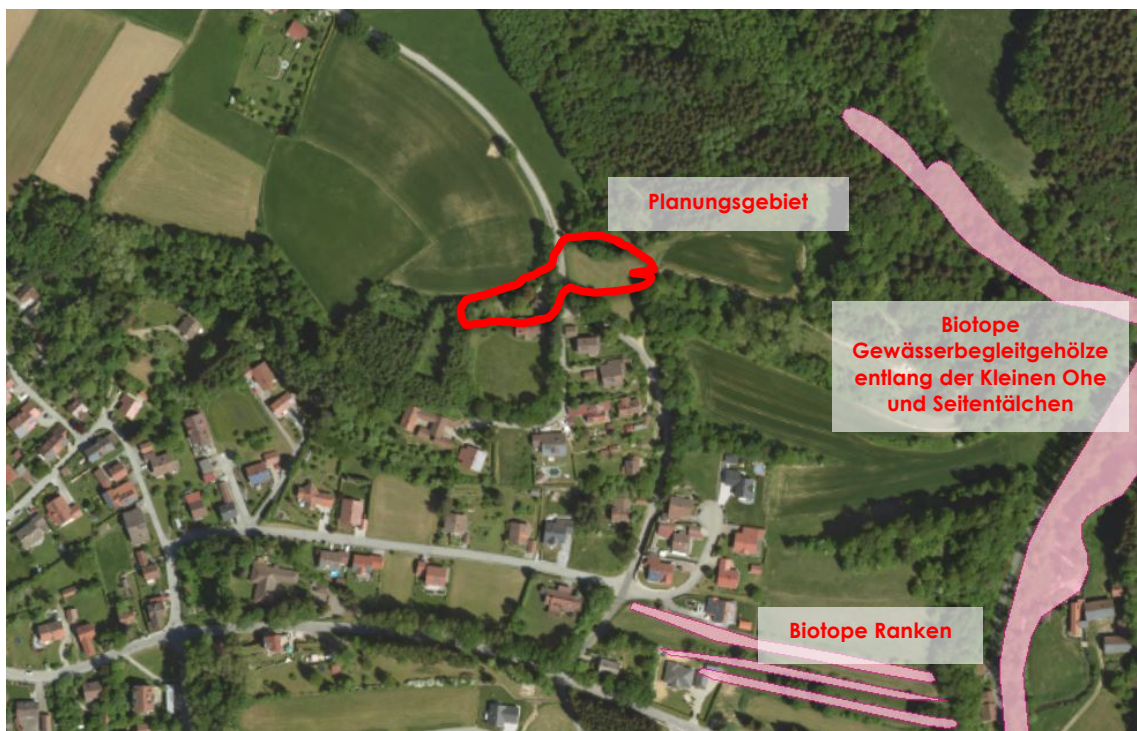 Planungsgebiet
Biotope
Gewässerbegleitgehölze
entlang der Kleinen Ohe
und Seitentälchen
Biotope Ranken